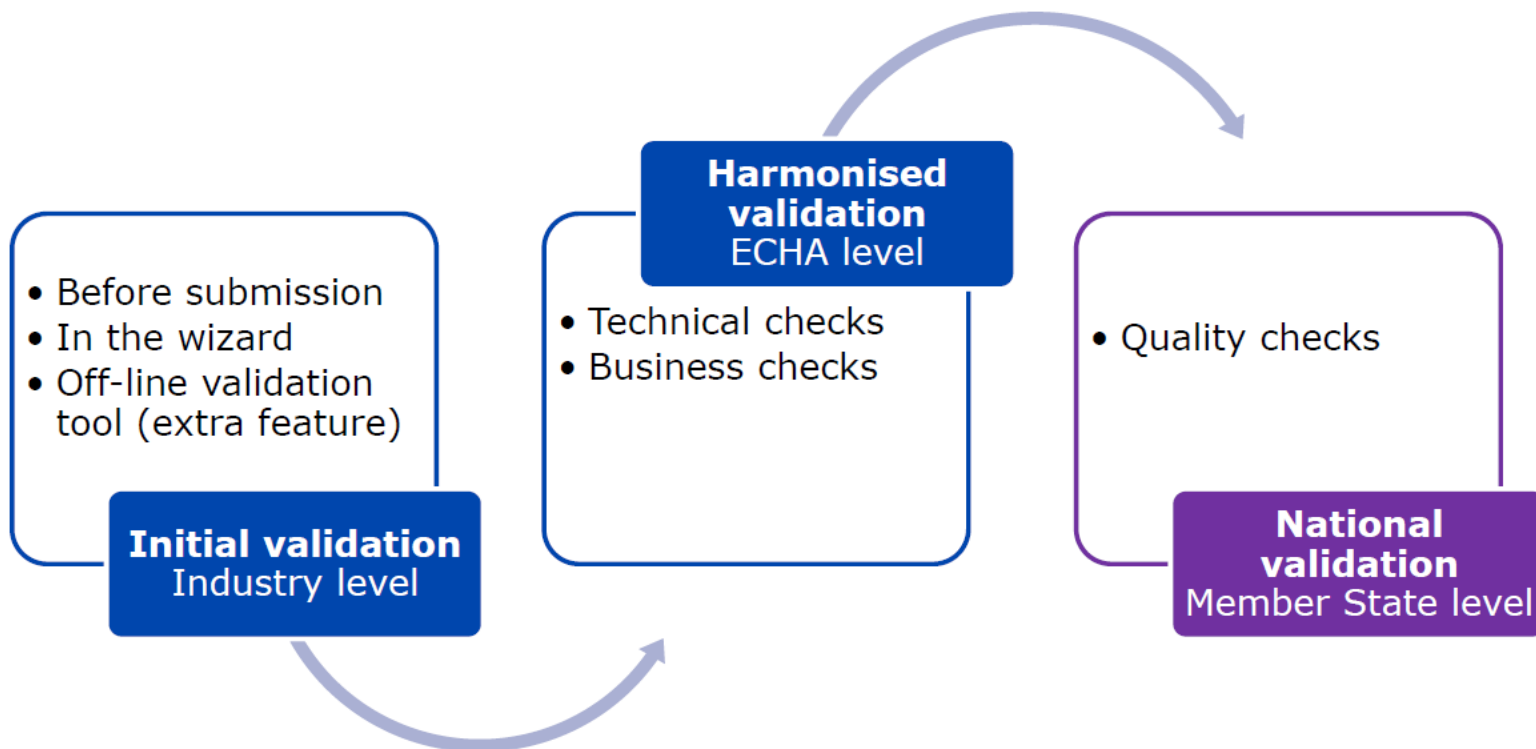 • Before submission
• In the wizard
• Off-line validation
tool (extra feature)
Initial validation
Industry level
Harmonised
validation
ECHA level
• Technical checks
• Business checks
• Quality checks
National
validation
Member State level